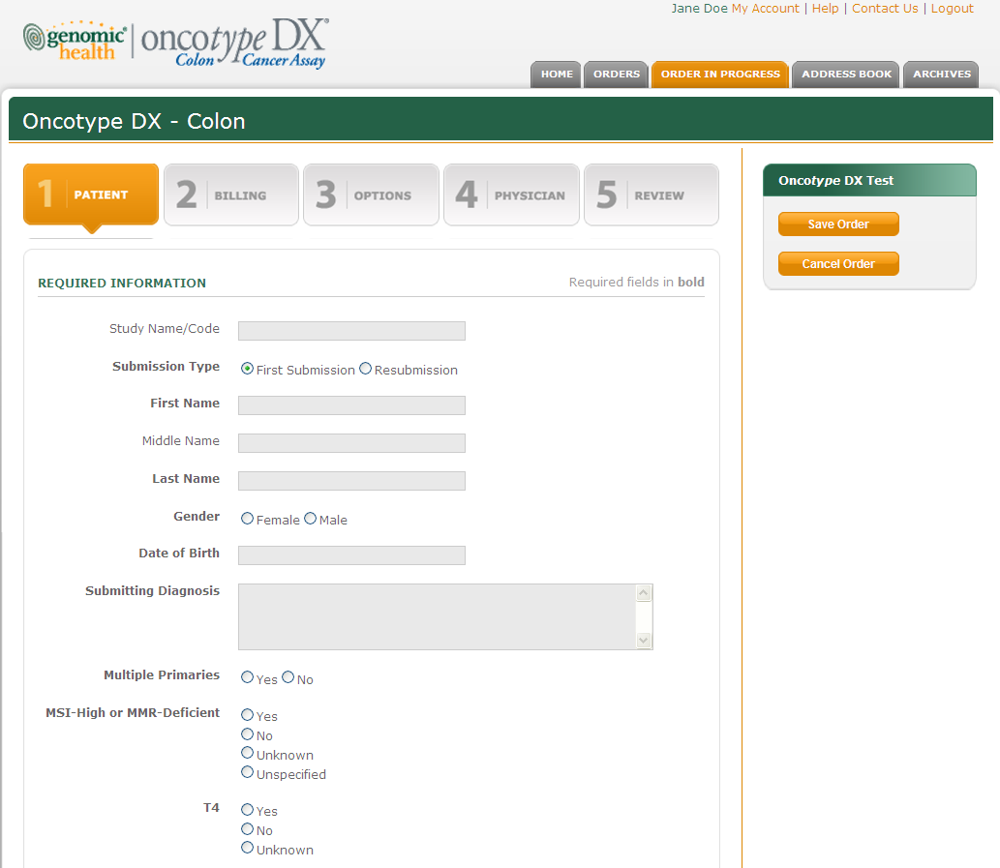 Jane Doe My Account | Help | Contact Us | Logout
genomic health | oncotype DX®
Colon Cancer Assay
HOME ORDERS ORDER IN PROGRESS ADDRESS BOOK ARCHIVES
Oncotype DX - Colon
1 PATIENT 2 BILLING 3 OPTIONS 4 PHYSICIAN 5 REVIEW
Oncotype DX Test
Save Order
Cancel Order
REQUIRED INFORMATION Required fields in bold
Study Name/Code
Submission Type First Submission Resubmission
First Name
Middle Name
Last Name
Gender Female Male
Date of Birth
Submitting Diagnosis
Multiple Primaries Yes No
MSI-High or MMR-Deficient Yes
No
Unknown
Unspecified
T4 Yes
No
Unknown